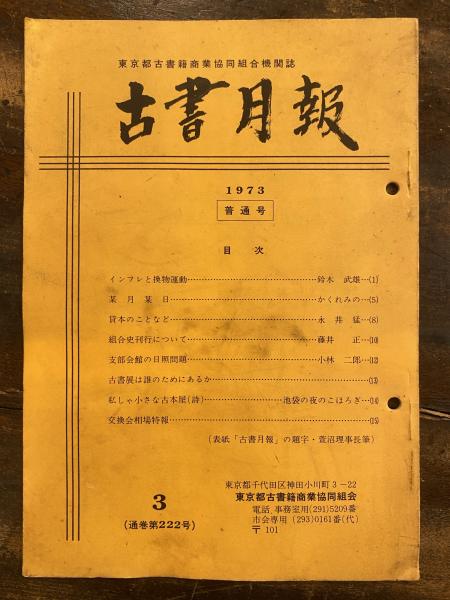 東京都古書籍商業協同組合機関誌
古書月報
1973
普通号
目次
インフレと換物運動……………………鈴木 武雄…(1)
某月某日……………………かくれみの…(5)
貸本のことなど……………………永井 猛…(8)
組合史刊行について……………………藤井 正…(10)
支部会館の日照問題……………………小林 二郎…(12)
古書展は誰のためにあるか……………………(13)
私しゃ小さな古本屋(詩)……………………池袋の夜のこほろぎ…(14)
交換会相場特報……………………(15)
(表紙「古書月報」の題字・萱沼理事長筆)
3
(通巻第222号)
東京都千代田区神田小川町3-22
東京都古書籍商業協同組合
電話、事務室用(291)5209番
市会専用(293)0161番(代)
〒101